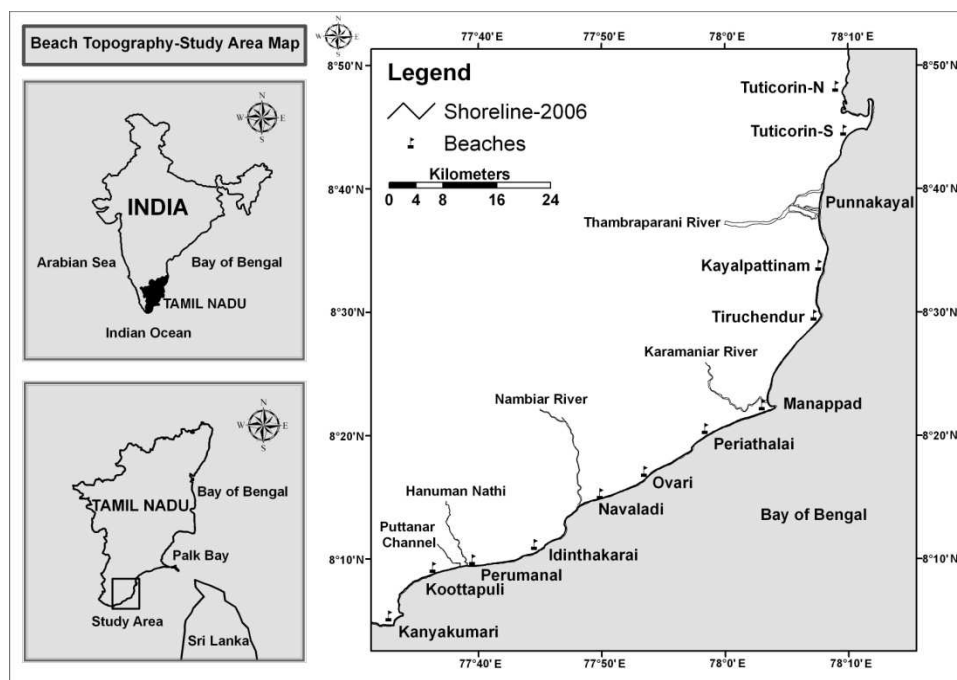 Beach Topography-Study Area Map
N
W E
S
N
W E
S
INDIA
Arabian Sea
Bay of Bengal
TAMIL NADU
Indian Ocean
N
W E
S
TAMIL NADU
Bay of Bengal
Palk Bay
Study Area
Sri Lanka
77°40'E 77°50'E 78°0'E 78°10'E
8°50'N
8°40'N
8°30'N
8°20'N
8°10'N
Legend
Shoreline-2006
Beaches
Kilometers
0 4 8 16 24
Tuticorin-N
Tuticorin-S
Punnakayal
Thambraparani River
Kayalpattinam
Tiruchendur
Karamaniar River
Manappad
Nambiar River
Periathalai
Ovari
Navaladi
Bay of Bengal
Hanuman Nathi
Puttanar
Channel
Idinthakarai
Perumanal
Koottapuli
Kanyakumari
8°50'N
8°40'N
8°30'N
8°20'N
8°10'N
77°40'E 77°50'E 78°0'E 78°10'E